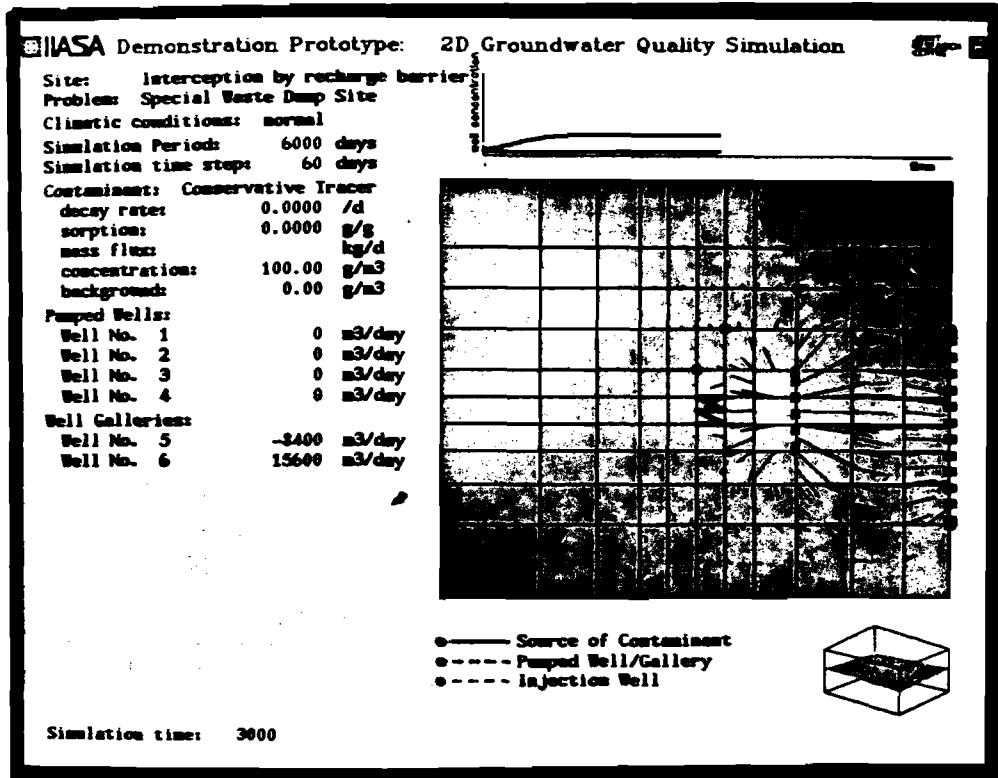 IIASA Demonstration Prototype: 2D Groundwater Quality Simulation
Site: Interception by recharge barrier
Problem: Special Waste Dump Site
Climatic conditions: normal
Simulation Period: 6000 days
Simulation time step: 60 days
Contaminant: Conservative Tracer
decay rate: 0.0000 /d
sorption: 0.0000 g/g
mass flux: kg/d
concentration: 100.00 g/m3
background: 0.00 g/m3
Pumped Wells:
Well No. 1 0 m3/day
Well No. 2 0 m3/day
Well No. 3 0 m3/day
Well No. 4 0 m3/day
Well Galleries:
Well No. 5 -8400 m3/day
Well No. 6 15600 m3/day
well concentration
time
Source of Contaminant
Pumped Well/Gallery
Injection Well
Simulation time: 3000